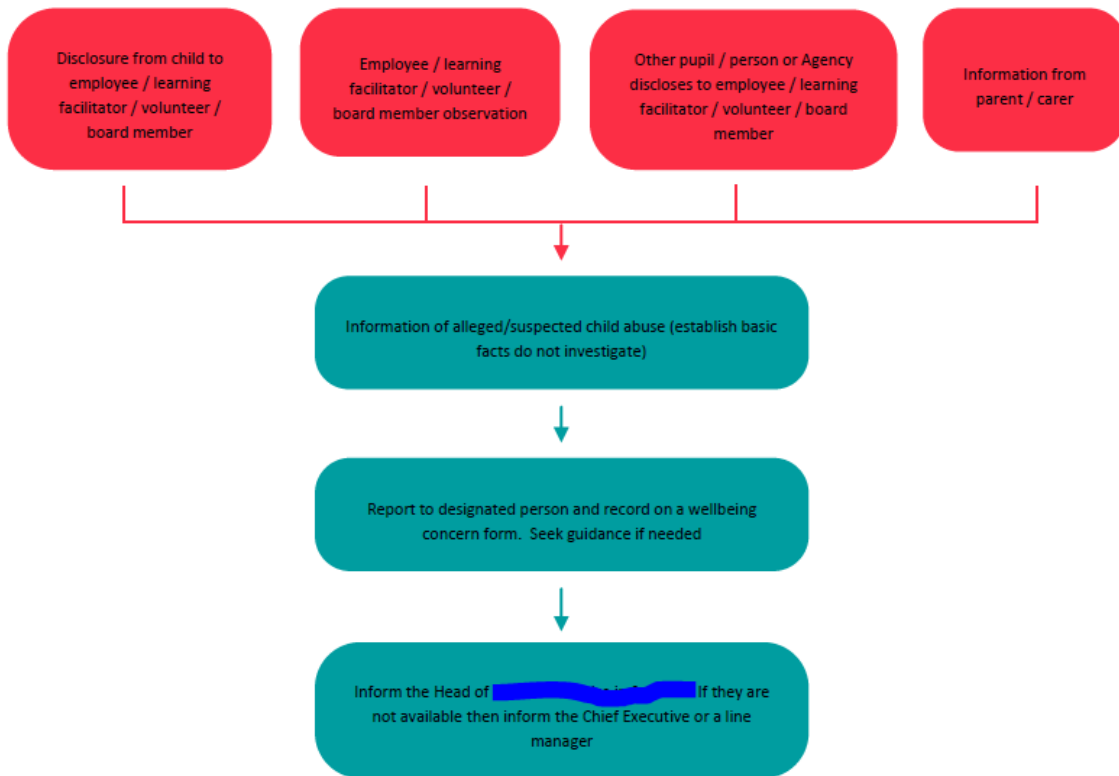 Disclosure from child to
employee / learning
facilitator / volunteer /
board member
Employee / learning
facilitator / volunteer /
board member observation
Other pupil / person or Agency
discloses to employee / learning
facilitator / volunteer / board
member
Information from
parent / carer
Information of alleged/suspected child abuse (establish basic
facts do not investigate)
Report to designated person and record on a wellbeing
concern form.  Seek guidance if needed
Inform the Head of If they are
not available then inform the Chief Executive or a line
manager